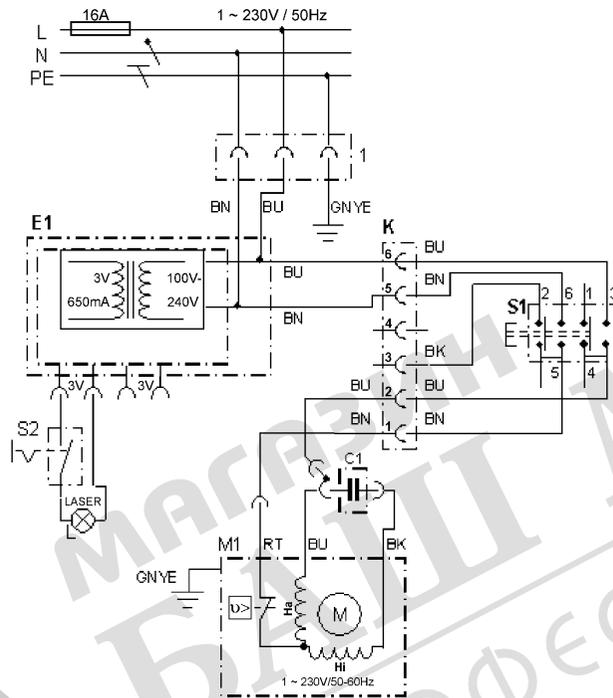 16A
1 ~ 230V / 50Hz
L
N
PE
1
BN
BU
GNYE
E1
K
6
BU
3V
650mA
100V-
240V
BU
5
BN
BN
S1
2
6
1
3
4
3
BK
5
4
3V
3V
BU
2
BU
BN
1
BN
S2
C1
LASER
M1
RT
BU
BK
GNYE
υ>
Ha
M
Hi
1 ~ 230V/50-60Hz
МАГАЗИН
БАШ